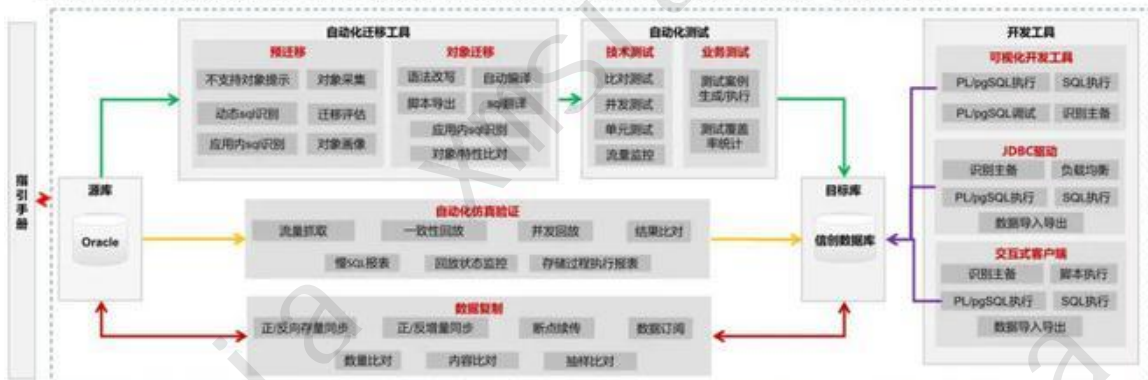 指引手册
源库
Oracle
自动化迁移工具
预迁移
不支持对象提示 对象采集
动态sql识别 迁移评估
应用内sql识别 对象画像
对象迁移
语法改写 自动编译
脚本导出 sql翻译
应用内sql识别
对象/特性比对
自动化测试
技术测试
比对测试
并发测试
单元测试
流量监控
业务测试
测试案例
生成/执行
测试覆盖
率统计
自动化仿真验证
流量抓取 一致性回放 并发回放 结果比对
慢SQL报表 回放状态监控 存储过程执行报表
数据复制
正/反向存量同步 正/反增量同步 断点续传 数据订阅
数量比对 内容比对 抽样比对
目标库
信创数据库
开发工具
可视化开发工具
PL/pgSQL执行 SQL执行
PL/pgSQL调试 识别主备
JDBC驱动
识别主备 负载均衡
PL/pgSQL执行 SQL执行
数据导入导出
交互式客户端
识别主备 脚本执行
PL/pgSQL执行 SQL执行
数据导入导出